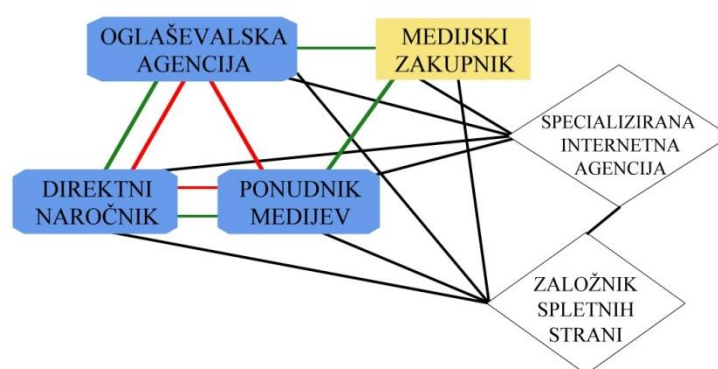 OGLAŠEVALSKA
AGENCIJA
MEDIJSKI
ZAKUPNIK
SPECIALIZIRANA
INTERNETNA
AGENCIJA
DIREKTNI
NAROČNIK
PONUDNIK
MEDIJEV
ZALOŽNIK
SPLETNIH
STRANI